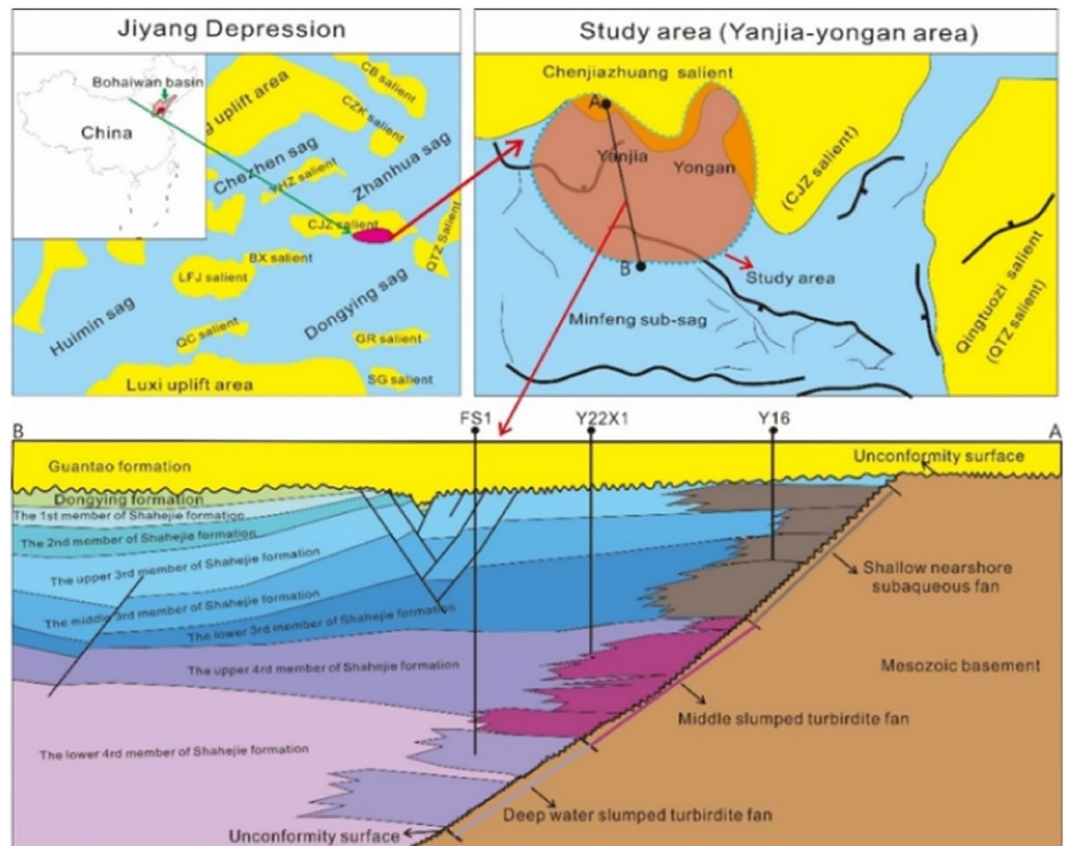 Jiyang Depression
Bohaiwan basin
China
g uplift area
CB salient
CZK salient
Chezhen sag
YHZ salient
Zhanhua sag
CJZ salient
QTZ salient
BX salient
LFJ salient
Huimin sag
Dongying sag
QC salient
GR salient
SG salient
Luxi uplift area
Study area (Yanjia-yongan area)
Chenjiazhuang salient
A
Yanjia
Yongan
(CJZ salient)
B
Study area
Minfeng sub-sag
Qingtuozi salient
(QTZ salient)
B
FS1
Y22X1
Y16
A
Guantao formation
Unconformity surface
Dongying formation
The 1st member of Shahejie formation
The 2nd member of Shahejie formation
The upper 3rd member of Shahejie formation
The middle 3rd member of Shahejie formation
The lower 3rd member of Shahejie formation
The upper 4rd member of Shahejie formation
The lower 4rd member of Shahejie formation
Shallow nearshore
subaqueous fan
Mesozoic basement
Middle slumped turbirdite fan
Deep water slumped turbirdite fan
Unconformity surface